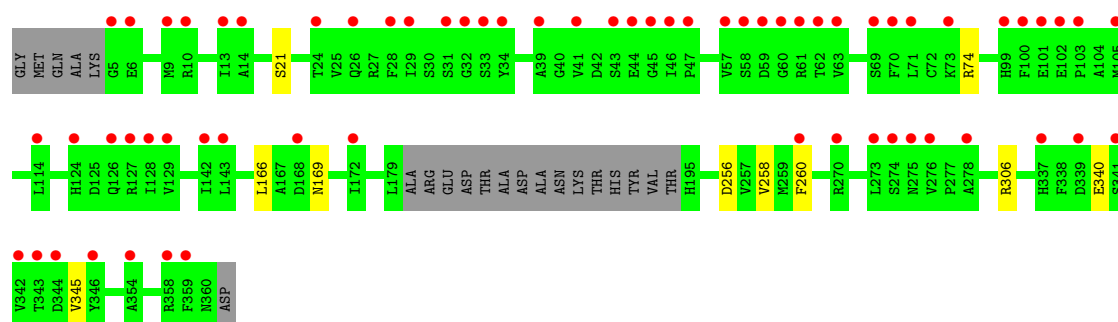 GLY MET GLN ALA LYS G5 E6 M9 R10 I13 A14 S21 T24 V25 Q26 R27 F28 I29 S30 S31 G32 S33 Y34 A39 G40 V41 D42 S43 E44 G45 I46 P47 V57 S58 D59 G60 R61 T62 V63 S69 F70 L71 C72 K73 R74 H99 F100 E101 E102 P103 A104 M105
L114 H124 D125 Q126 R127 I128 V129 I142 L143 L166 A167 D168 N169 I172 L179 ALA ARG GLU ASP THR ALA ASP ALA ASN LYS THR HIS TYR VAL THR H195 D256 V257 V258 M259 F260 R270 L273 S274 N275 V276 P277 A278 R306 H337 F338 D339 E340 S341
V342 T343 D344 V345 Y346 A354 R358 F359 N360 ASP